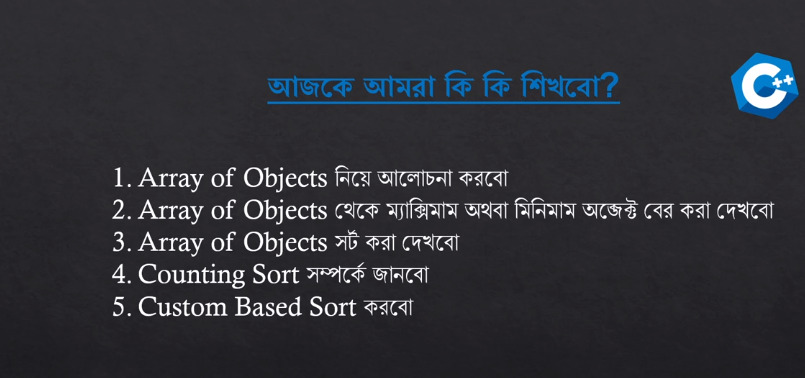 আজকে আমরা কি কি শিখবো?
C++
1. Array of Objects নিয়ে আলোচনা করবো
2. Array of Objects থেকে ম্যাক্সিমাম অথবা মিনিমাম অব্জেক্ট বের করা দেখবো
3. Array of Objects সর্ট করা দেখবো
4. Counting Sort সম্পর্কে জানবো
5. Custom Based Sort করবো